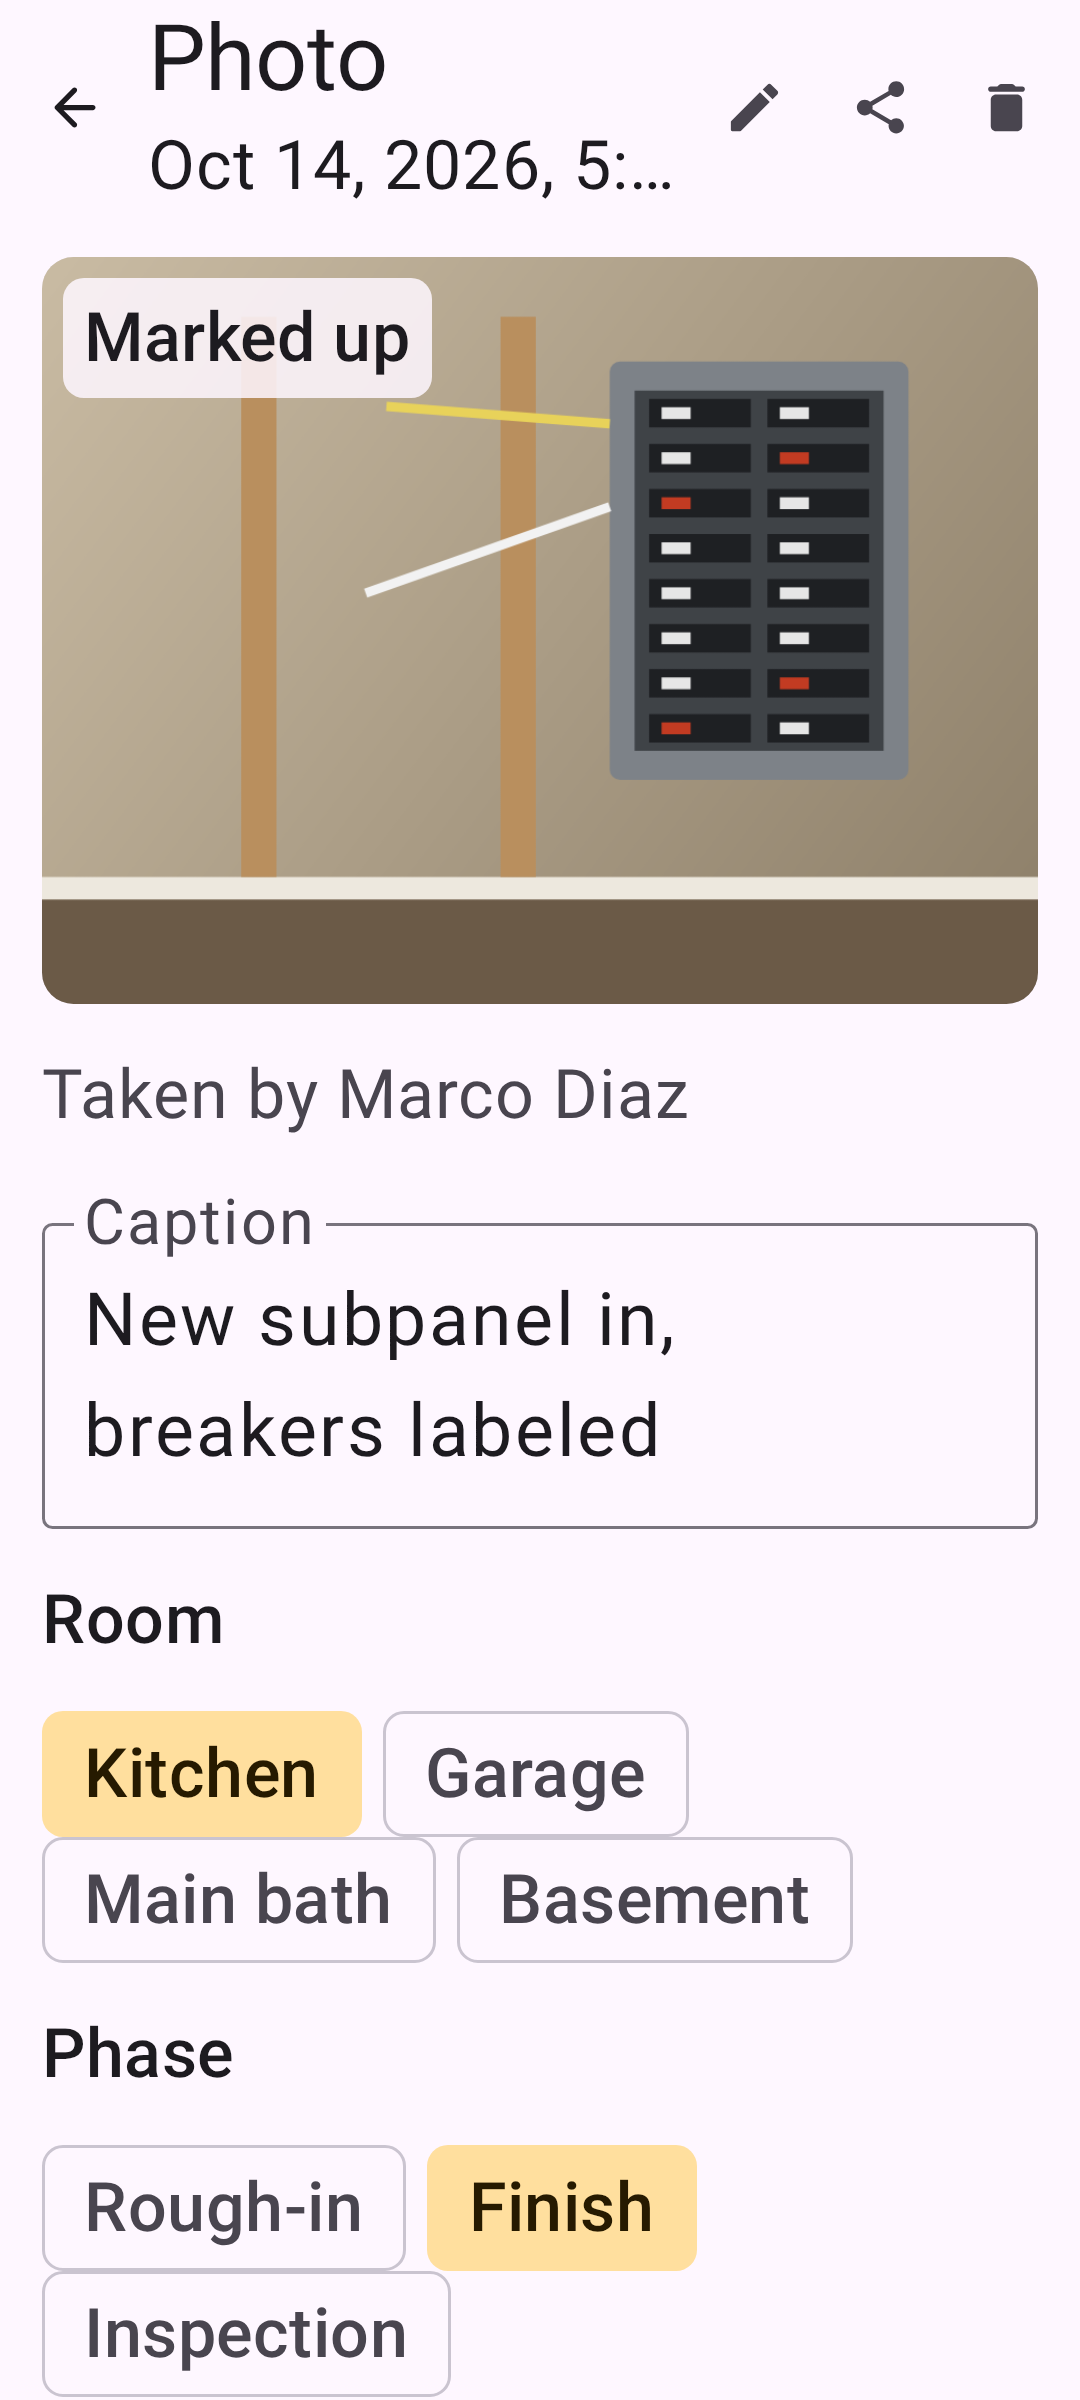 Photo
Oct 14, 2026, 5:…
Marked up
Taken by Marco Diaz
Caption
New subpanel in,
breakers labeled
Room
Kitchen
Garage
Main bath
Basement
Phase
Rough-in
Finish
Inspection